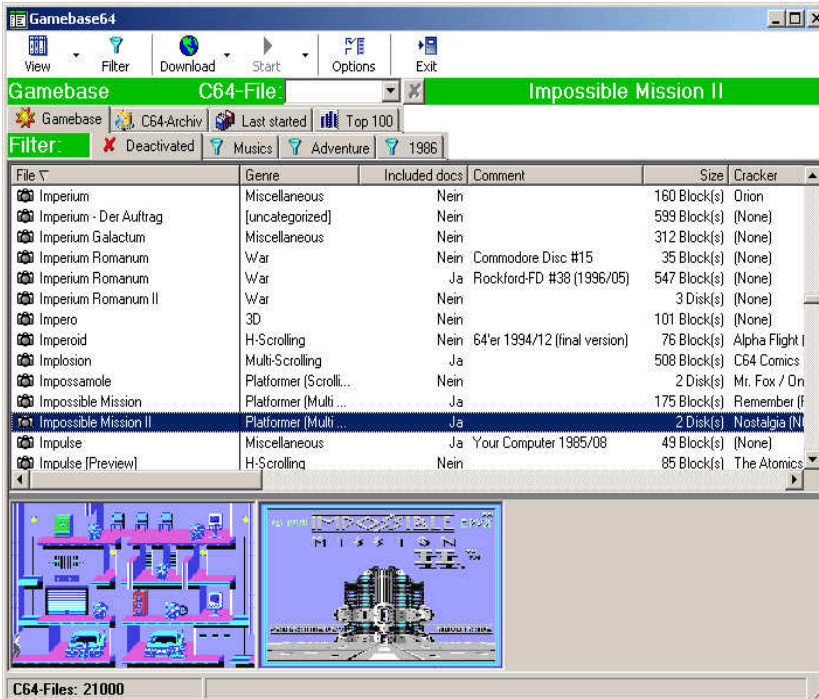 Gamebase64
View Filter Download Start Options Exit
Gamebase C64-File: Impossible Mission II
Gamebase C64-Archiv Last started Top 100
Filter: Deactivated Musics Adventure 1986
File Genre Included docs Comment Size Cracker
Imperium Miscellaneous Nein 160 Block(s) Orion
Imperium - Der Auftrag [uncategorized] Nein 599 Block(s) (None)
Imperium Galactum Miscellaneous Nein 312 Block(s) (None)
Imperium Romanum War Nein Commodore Disc #15 35 Block(s) (None)
Imperium Romanum War Ja Rockford-FD #38 (1996/05) 547 Block(s) (None)
Imperium Romanum II War Nein 3 Disk(s) (None)
Impero 3D Nein 101 Block(s) (None)
Imperoid H-Scrolling Nein 64'er 1994/12 (final version) 76 Block(s) Alpha Flight (
Implosion Multi-Scrolling Ja 508 Block(s) C64 Comics
Impossamole Platformer (Scrolli... Nein 2 Disk(s) Mr. Fox / On
Impossible Mission Platformer (Multi ... Ja 175 Block(s) Remember (F
Impossible Mission II Platformer (Multi ... Ja 2 Disk(s) Nostalgia (N
Impulse Miscellaneous Ja Your Computer 1985/08 49 Block(s) (None)
Impulse [Preview] H-Scrolling Nein 85 Block(s) The Atomics
IMPOSSIBLE
MISSION
II
C64-Files: 21000